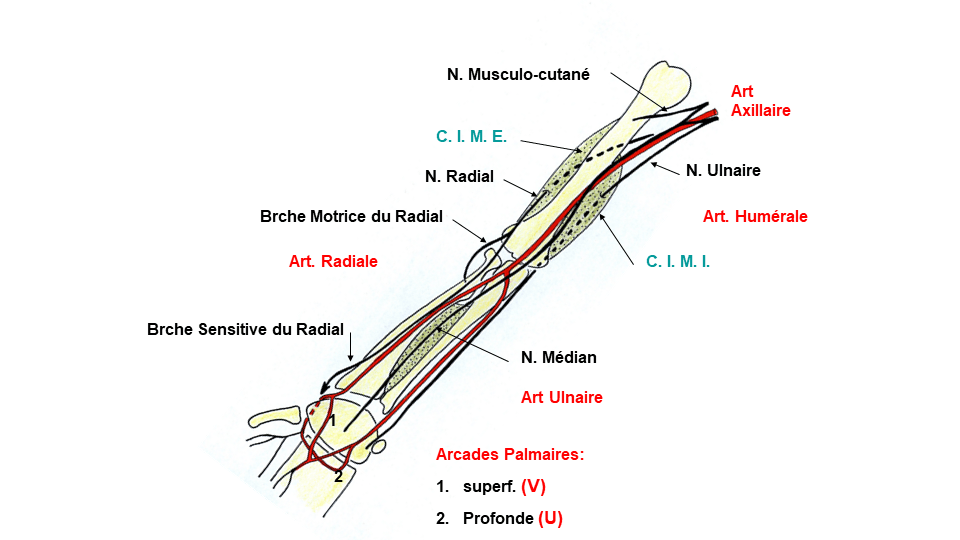 N. Musculo-cutané
Art
Axillaire
C. I. M. E.
N. Radial
N. Ulnaire
Brche Motrice du Radial
Art. Humérale
Art. Radiale
C. I. M. I.
Brche Sensitive du Radial
N. Médian
Art Ulnaire
1
2
Arcades Palmaires:
1. superf. (V)
2. Profonde (U)